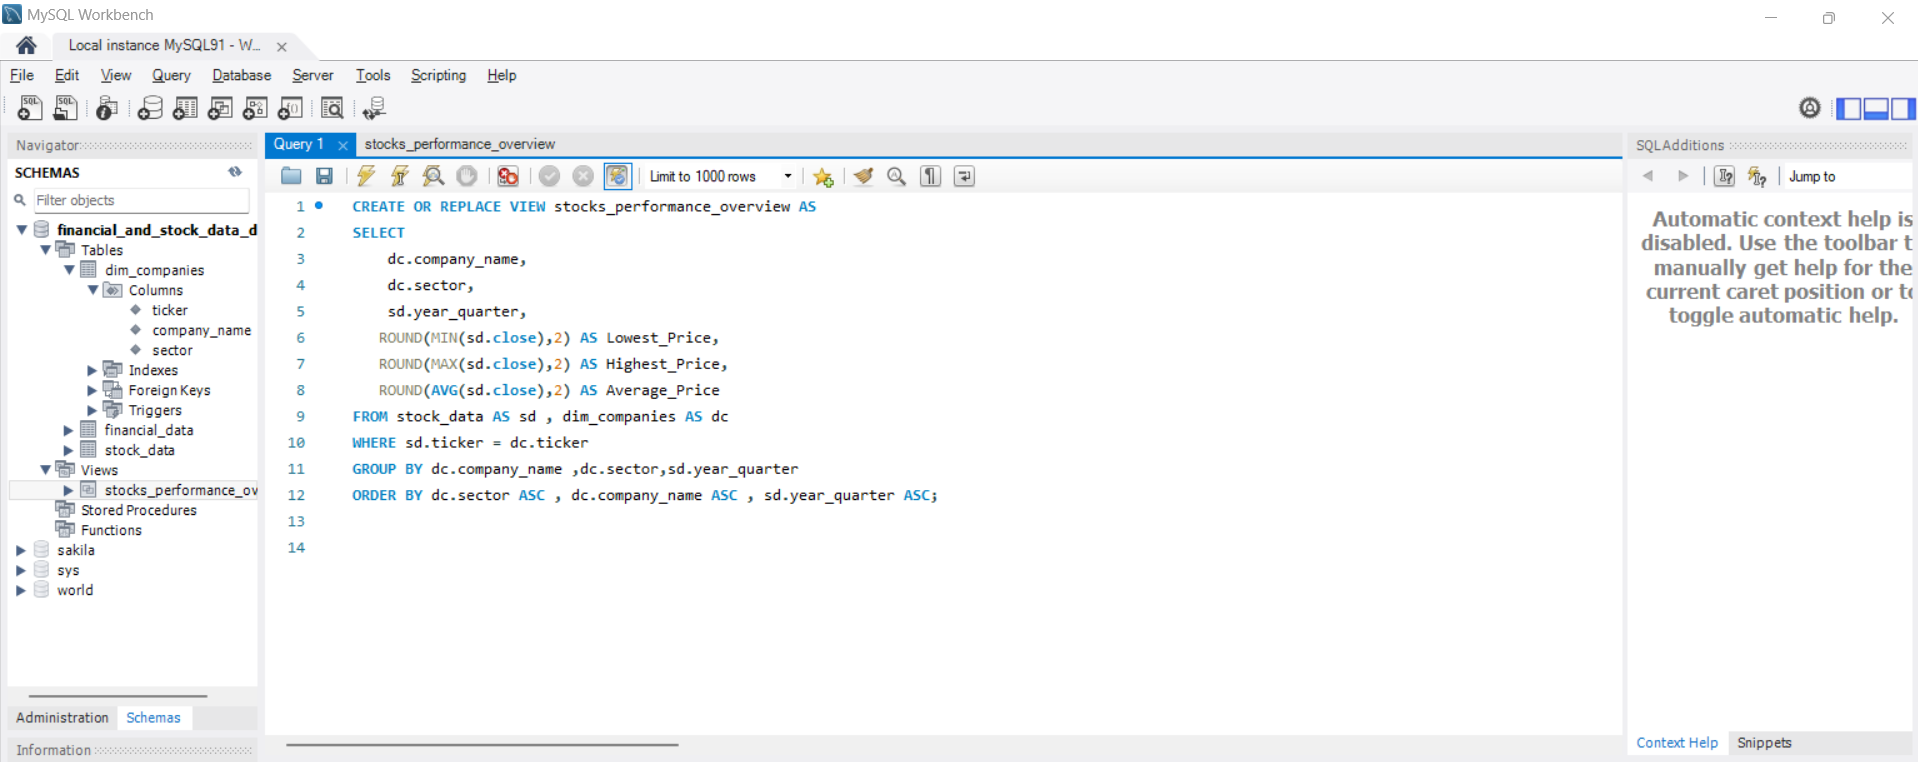 MySQL Workbench
Local instance MySQL91 - W...
File Edit View Query Database Server Tools Scripting Help
Navigator
SCHEMAS
Filter objects
financial_and_stock_data_d
Tables
dim_companies
Columns
ticker
company_name
sector
Indexes
Foreign Keys
Triggers
financial_data
stock_data
Views
stocks_performance_ov
Stored Procedures
Functions
sakila
sys
world
Administration Schemas
Information
Query 1 stocks_performance_overview
Limit to 1000 rows
1 CREATE OR REPLACE VIEW stocks_performance_overview AS
2 SELECT
3 dc.company_name,
4 dc.sector,
5 sd.year_quarter,
6 ROUND(MIN(sd.close),2) AS Lowest_Price,
7 ROUND(MAX(sd.close),2) AS Highest_Price,
8 ROUND(AVG(sd.close),2) AS Average_Price
9 FROM stock_data AS sd , dim_companies AS dc
10 WHERE sd.ticker = dc.ticker
11 GROUP BY dc.company_name ,dc.sector,sd.year_quarter
12 ORDER BY dc.sector ASC , dc.company_name ASC , sd.year_quarter ASC;
13
14
SQLAdditions
Jump to
Automatic context help is
disabled. Use the toolbar t
manually get help for the
current caret position or to
toggle automatic help.
Context Help Snippets